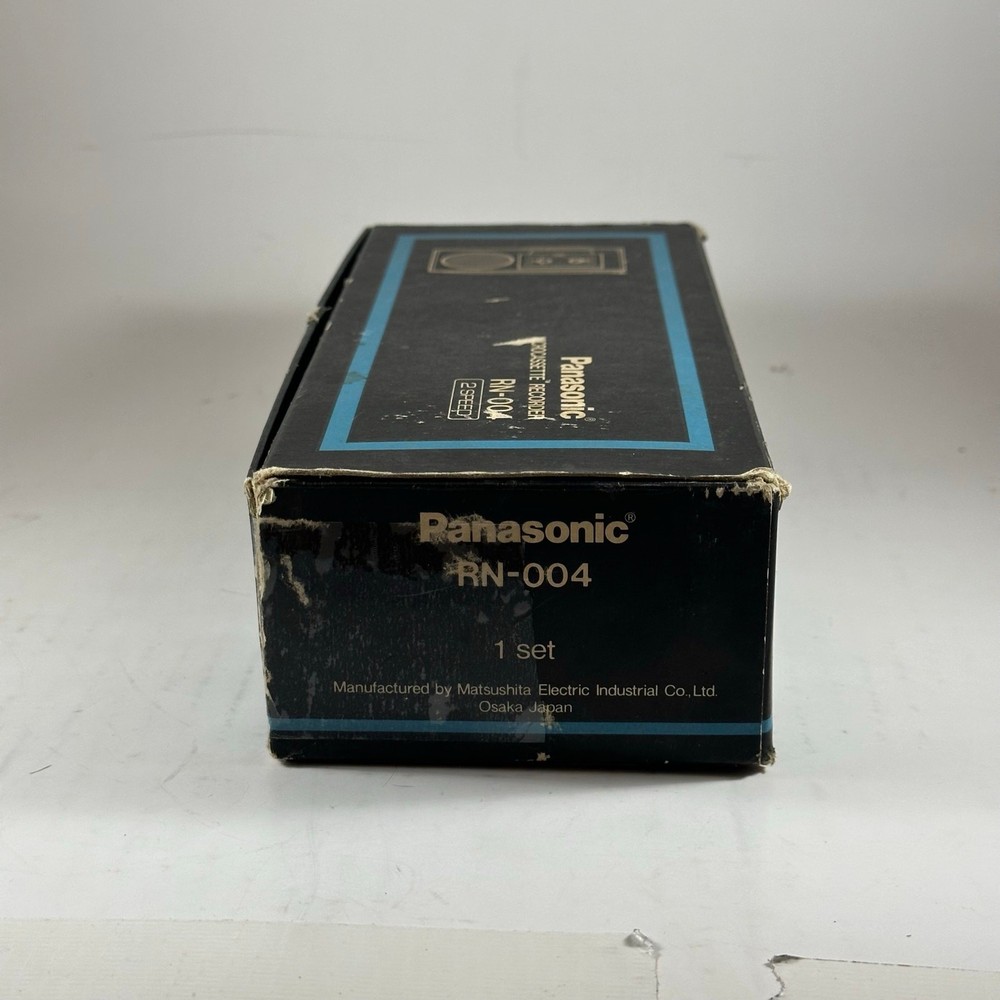 Panasonic®
RECORDER
RN-004
2 SPEED
Panasonic®
RN-004
1 set
Manufactured by Matsushita Electric Industrial Co., Ltd.
Osaka Japan